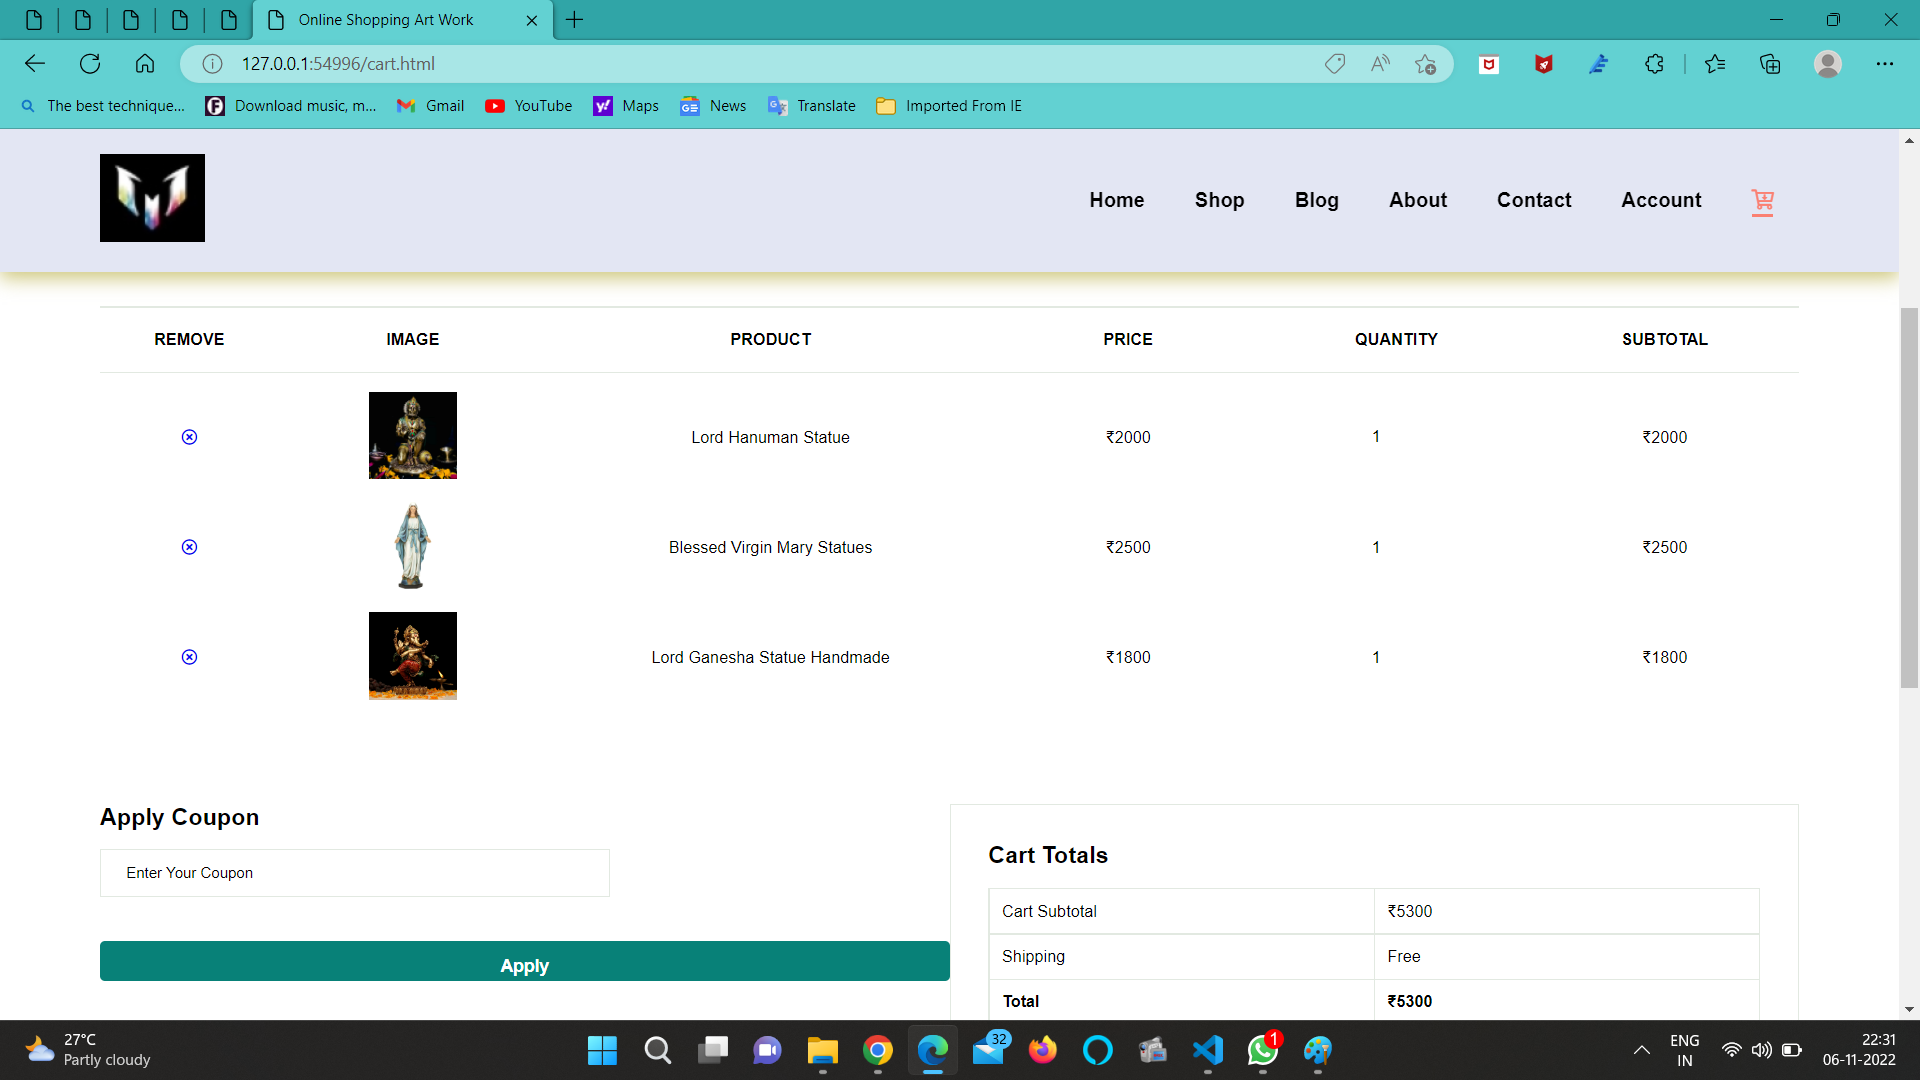 Online Shopping Art Work
127.0.0.1:54996/cart.html
The best technique...
Download music, m...
Gmail
YouTube
Maps
News
Translate
Imported From IE
Home
Shop
Blog
About
Contact
Account
REMOVE
IMAGE
PRODUCT
PRICE
QUANTITY
SUBTOTAL
Lord Hanuman Statue
₹2000
1
₹2000
Blessed Virgin Mary Statues
₹2500
1
₹2500
Lord Ganesha Statue Handmade
₹1800
1
₹1800
Apply Coupon
Enter Your Coupon
Apply
Cart Totals
Cart Subtotal
₹5300
Shipping
Free
Total
₹5300
27°C
Partly cloudy
32
1
ENG
IN
22:31
06-11-2022